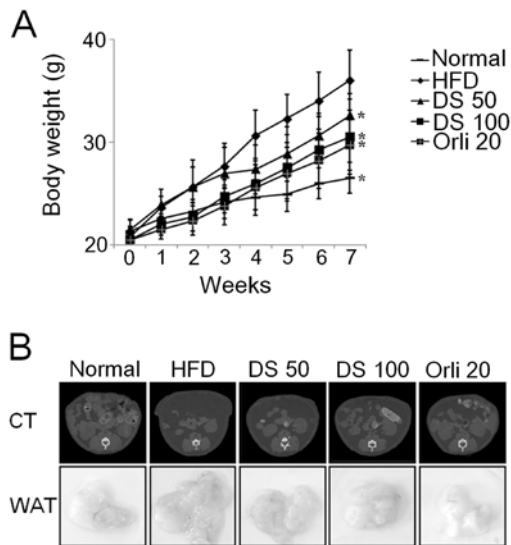 A
Body weight (g)
40
30
20
0 1 2 3 4 5 6 7
Weeks
Normal
HFD
DS 50
DS 100
Orli 20
*
*
*
*
B
Normal HFD DS 50 DS 100 Orli 20
CT
WAT